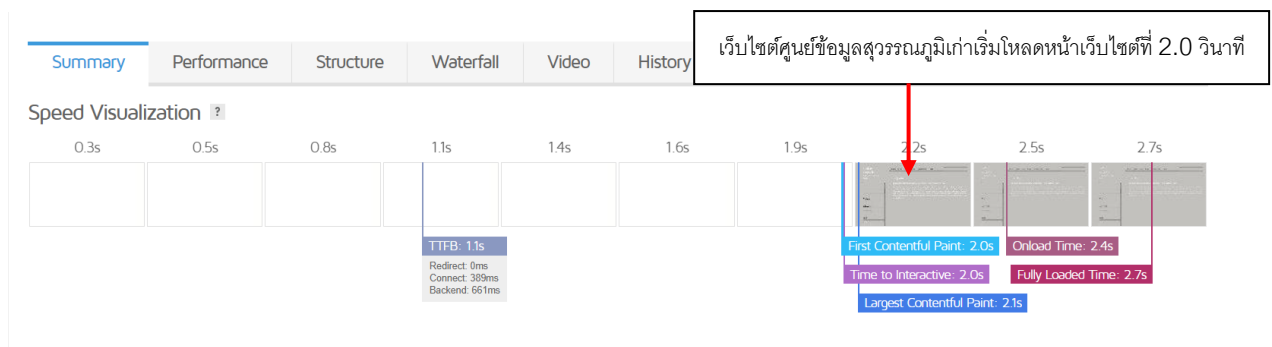 เว็บไซต์ศูนย์ข้อมูลสุวรรณภูมิเก่าเริ่มโหลดหน้าเว็บไซต์ที่ 2.0 วินาที
Summary Performance Structure Waterfall Video History
Speed Visualization ?
0.3s 0.5s 0.8s 1.1s 1.4s 1.6s 1.9s 2.2s 2.5s 2.7s
TTFB: 1.1s
Redirect: 0ms
Connect: 389ms
Backend: 661ms
First Contentful Paint: 2.0s Onload Time: 2.4s
Time to Interactive: 2.0s Fully Loaded Time: 2.7s
Largest Contentful Paint: 2.1s